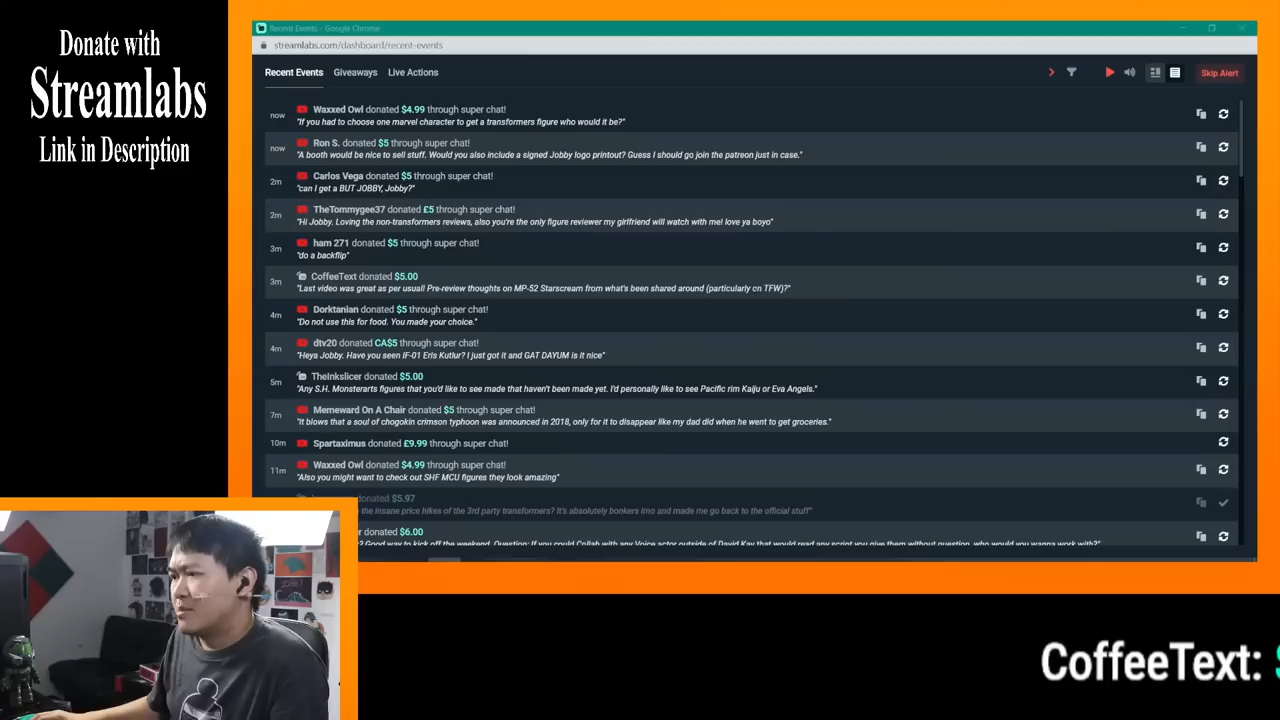 Donate with
Streamlabs
Link in Description
Recent Events - Google Chrome
streamlabs.com/dashboard/recent-events
Recent Events Giveaways Live Actions
Skip Alert
now Waxxed Owl donated $4.99 through super chat!
"If you had to choose one marvel character to get a transformers figure who would it be?"
now Ron S. donated $5 through super chat!
"A booth would be nice to sell stuff. Would you also include a signed Jobby logo printout? Guess I should go join the patreon just in case."
2m Carlos Vega donated $5 through super chat!
"can I get a BUT JOBBY, Jobby?"
2m TheTommygee37 donated £5 through super chat!
"Hi Jobby. Loving the non-transformers reviews, also you're the only figure reviewer my girlfriend will watch with me! love ya boyo"
3m ham 271 donated $5 through super chat!
"do a backflip"
3m CoffeeText donated $5.00
"Last video was great as per usual! Pre-review thoughts on MP-52 Starscream from what's been shared around (particularly on TFW)?"
4m Dorktanian donated $5 through super chat!
"Do not use this for food. You made your choice."
4m dtv20 donated CA$5 through super chat!
"Heya Jobby. Have you seen IF-01 Eris Kutlur? I just got it and GAT DAYUM is it nice"
5m TheInkslicer donated $5.00
"Any S.H. Monsterarts figures that you'd like to see made that haven't been made yet. I'd personally like to see Pacific rim Kaiju or Eva Angels."
7m Memeward On A Chair donated $5 through super chat!
"It blows that a soul of chogokin crimson typhoon was announced in 2018, only for it to disappear like my dad did when he went to get groceries."
10m Spartaximus donated £9.99 through super chat!
11m Waxxed Owl donated $4.99 through super chat!
"Also you might want to check out SHF MCU figures they look amazing"
donated $5.97
the insane price hikes of the 3rd party transformers? It's absolutely bonkers imo and made me go back to the official stuff"
donated $6.00
Good way to kick off the weekend. Question: If you could Collab with any Voice actor outside of David Kay that would read any script you give them without question, who would you wanna work with?"
CoffeeText: